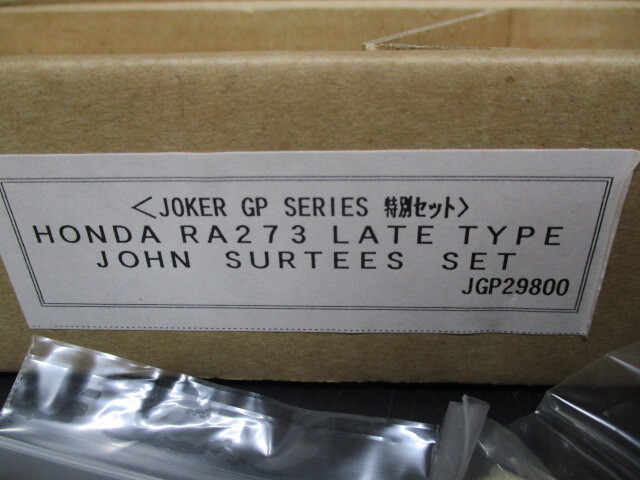 <JOKER GP SERIES 特別セット>
HONDA RA273 LATE TYPE
JOHN SURTEES SET
JGP29800